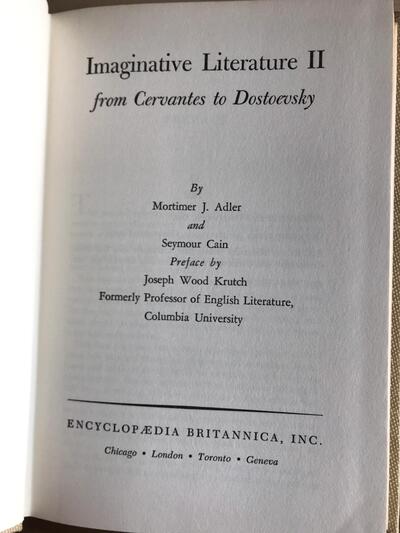 Imaginative Literature II
from Cervantes to Dostoevsky
By
Mortimer J. Adler
and
Seymour Cain
Preface by
Joseph Wood Krutch
Formerly Professor of English Literature,
Columbia University
ENCYCLOPÆDIA BRITANNICA, INC.
Chicago • London • Toronto • Geneva